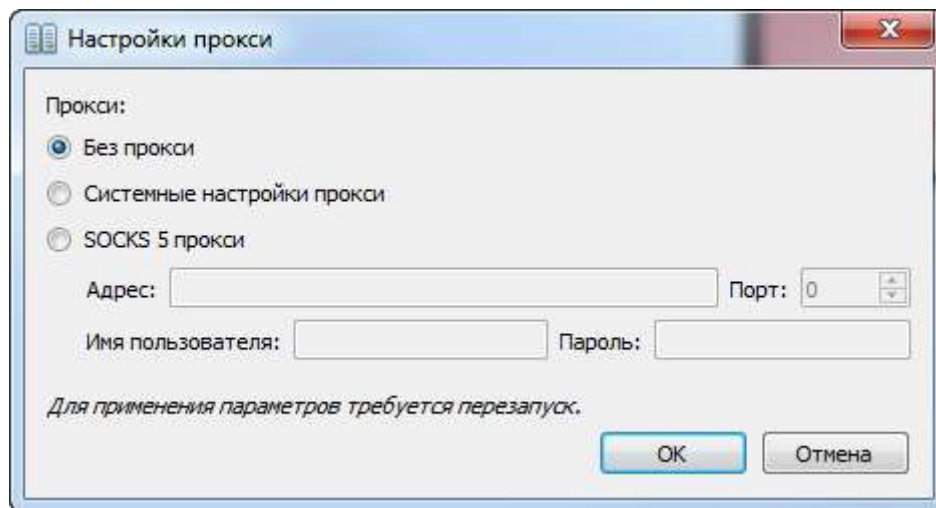 Настройки прокси
Прокси:
Без прокси
Системные настройки прокси
SOCKS 5 прокси
Адрес: Порт: 0
Имя пользователя: Пароль:
Для применения параметров требуется перезапуск.
OK Отмена